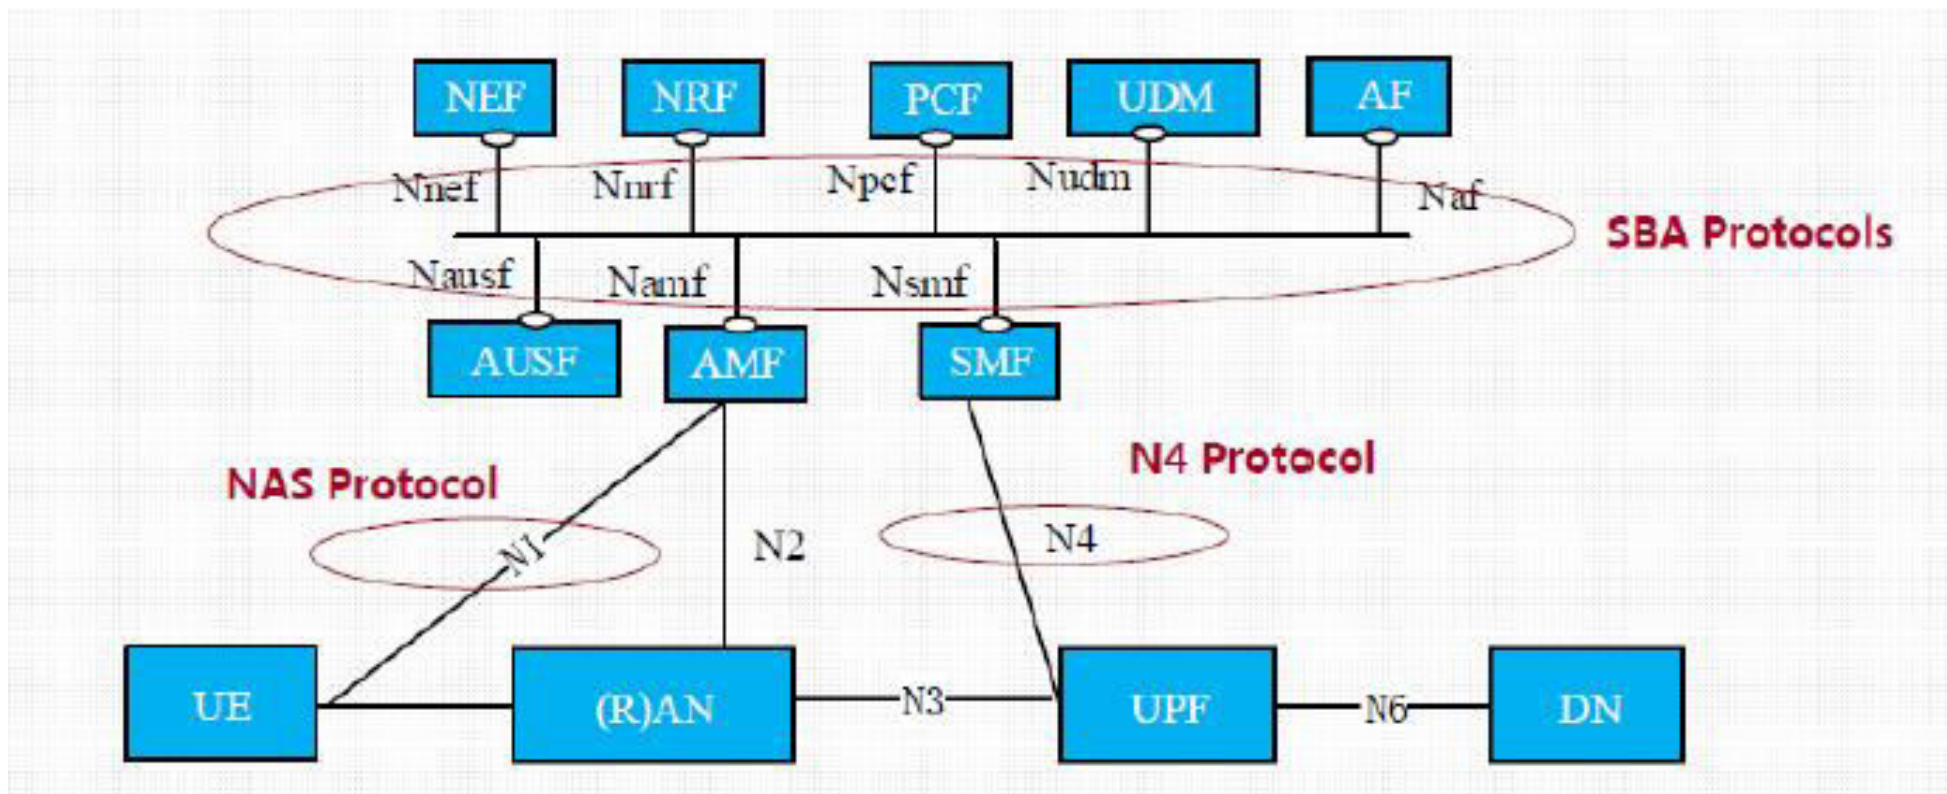 NEF NRF PCF UDM AF
Nnef Nnrf Npcf Nudm Naf
SBA Protocols
Nausf Namf Nsmf
AUSF AMF SMF
N4 Protocol
NAS Protocol
N1 N2 N4
UE (R)AN N3 UPF N6 DN